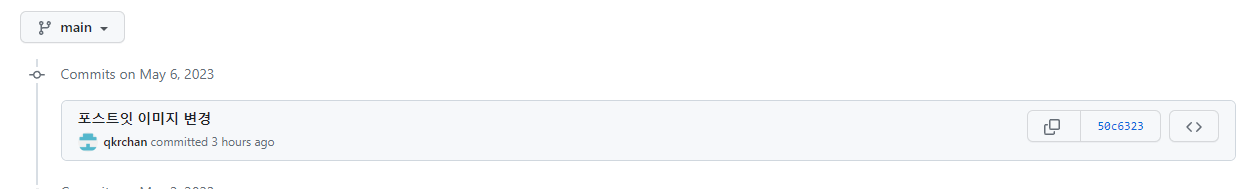 main
Commits on May 6, 2023
포스트잇 이미지 변경
qkrchan committed 3 hours ago
50c6323